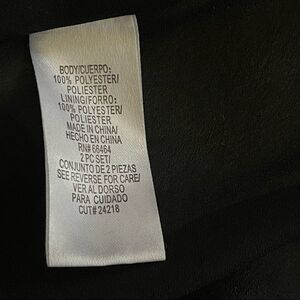 BODY/CUERPO:
100% POLYESTER/
POLIESTER
LINING/FORRO:
100% POLYESTER/
POLIESTER
MADE IN CHINA/
HECHO EN CHINA
RN# 66464
2 PC SET/
CONJUNTO DE 2 PIEZAS
SEE REVERSE FOR CARE/
VER AL DORSO
PARA CUIDADO
CUT# 24218